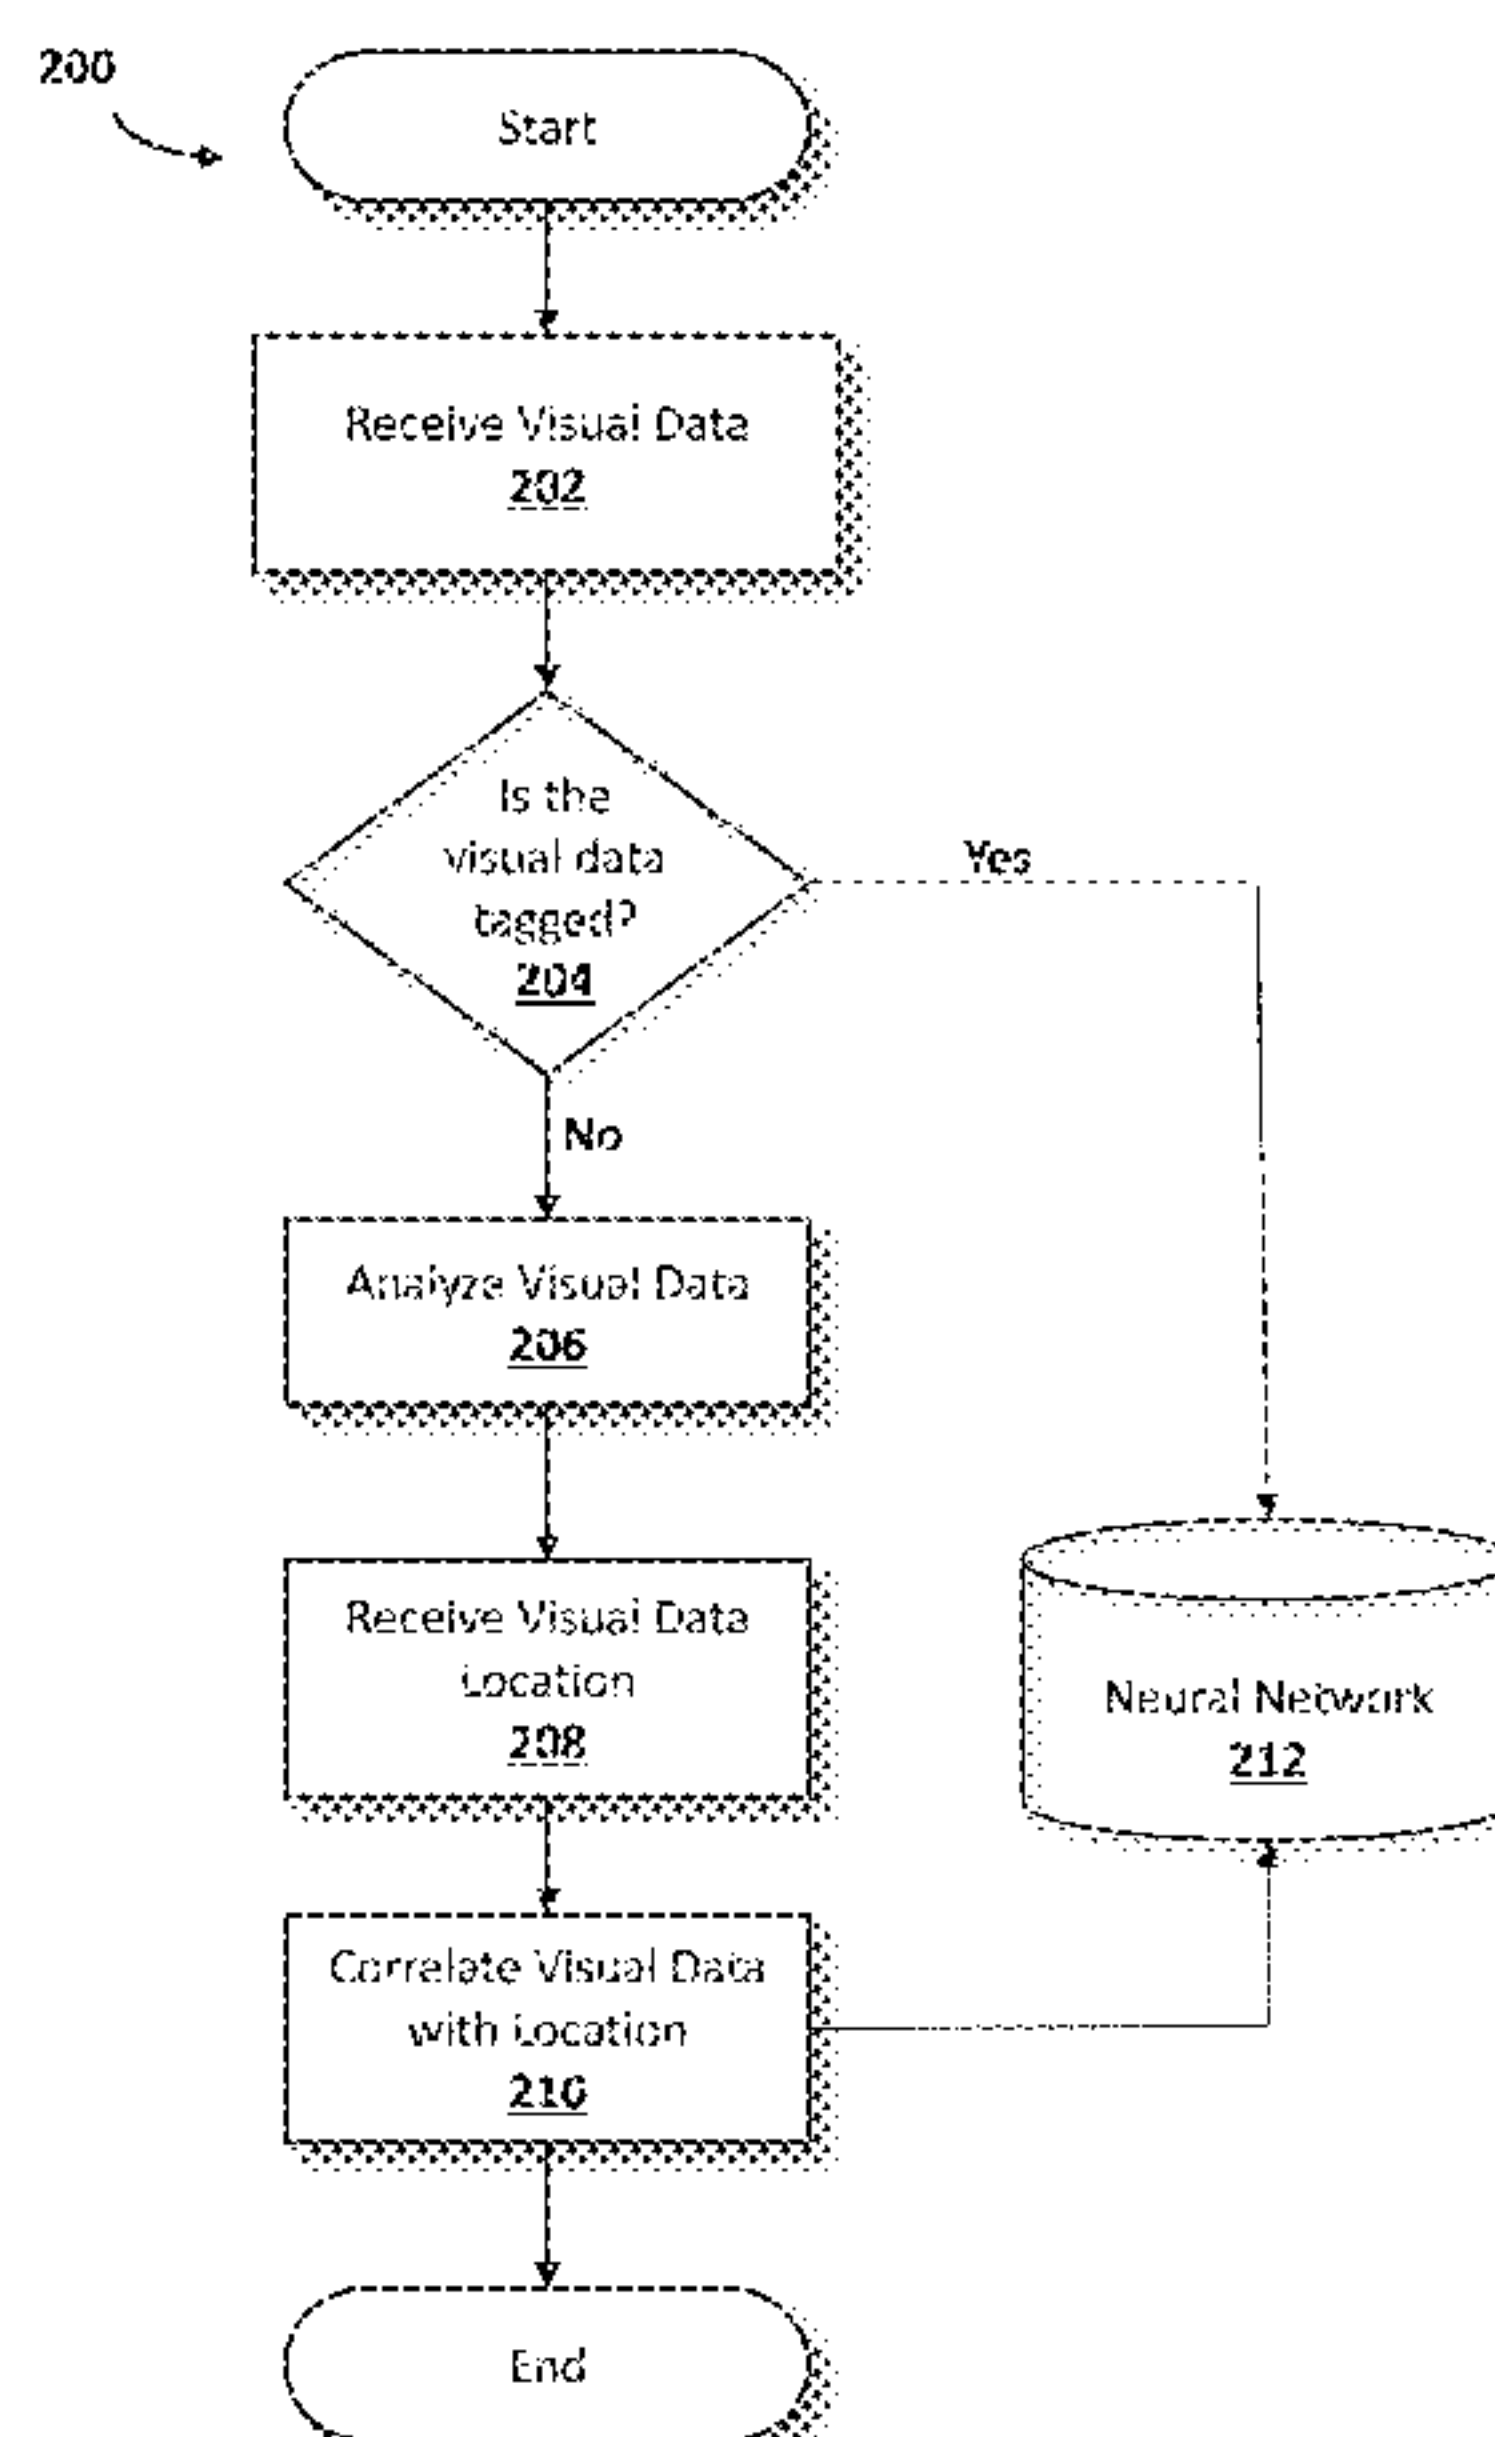 200
Start
Receive Visual Data
202
Is the
visual data
tagged?
204
Yes
No
Analyze Visual Data
206
Receive Visual Data
Location
208
Neural Network
212
Correlate Visual Data
with Location
210
End